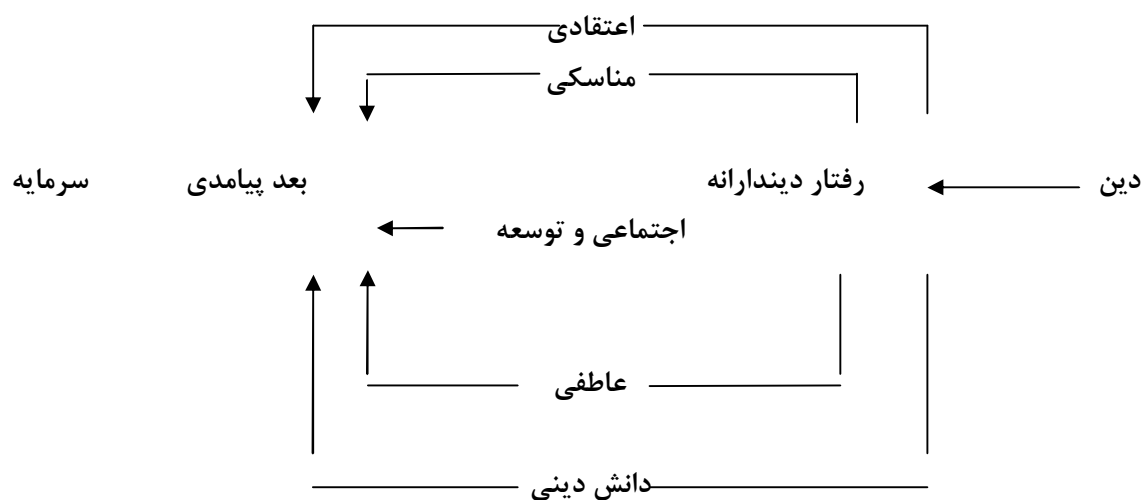 اعتقادی
مناسکی
دین رفتار دیندارانه بعد پیامدی سرمایه
اجتماعی و توسعه
عاطفی
دانش دینی